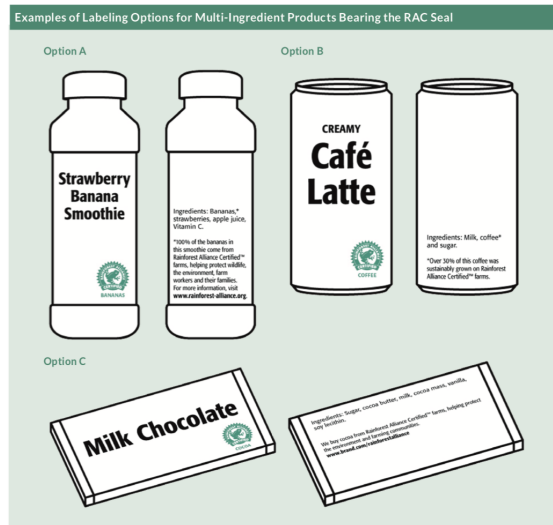 Examples of Labeling Options for Multi-Ingredient Products Bearing the RAC Seal
Option A
Strawberry
Banana
Smoothie
BANANAS
Ingredients: Bananas,*
strawberries, apple juice,
Vitamin C.
*100% of the bananas in
this smoothie come from
Rainforest Alliance Certified™
farms, helping protect wildlife,
the environment, farm
workers and their families.
For more information, visit
www.rainforest-alliance.org.
Option B
CREAMY
Café
Latte
COFFEE
Ingredients: Milk, coffee*
and sugar.
*Over 30% of this coffee was
sustainably grown on Rainforest
Alliance Certified™ farms.
Option C
Milk Chocolate
COCOA
Ingredients: Sugar, cocoa butter, milk, cocoa mass, vanilla,
soy lecithin.
We buy cocoa from Rainforest Alliance Certified™ farms, helping protect
the environment and farming communities.
www.brand.com/rainforestalliance